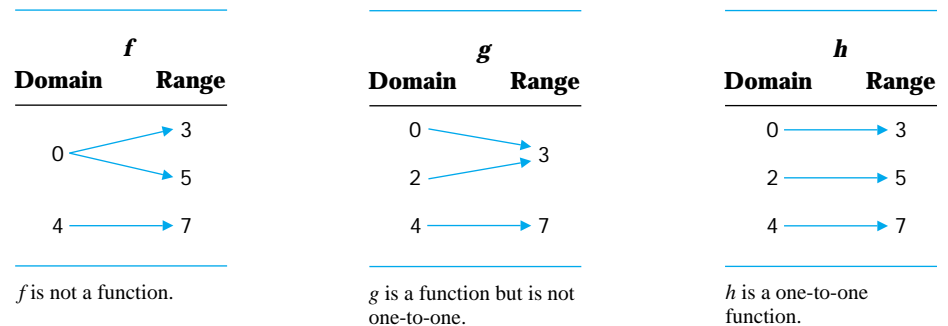 f
Domain Range
0
3
5
4 7
f is not a function.
g
Domain Range
0
2
3
4 7
g is a function but is not
one-to-one.
h
Domain Range
0 3
2 5
4 7
h is a one-to-one
function.